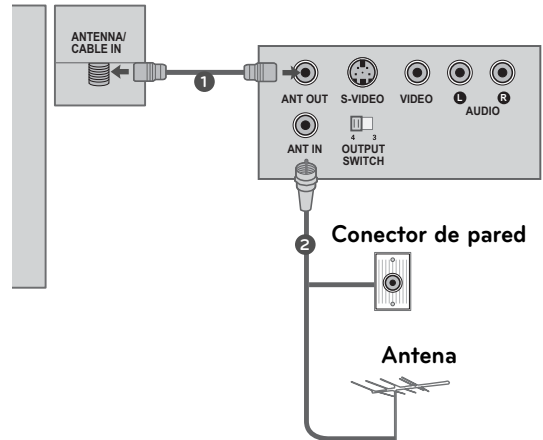 ANTENNA/
CABLE IN
1
ANT OUT
S-VIDEO
VIDEO
L
R
AUDIO
ANT IN
4 3
OUTPUT
SWITCH
2
Conector de pared
Antena